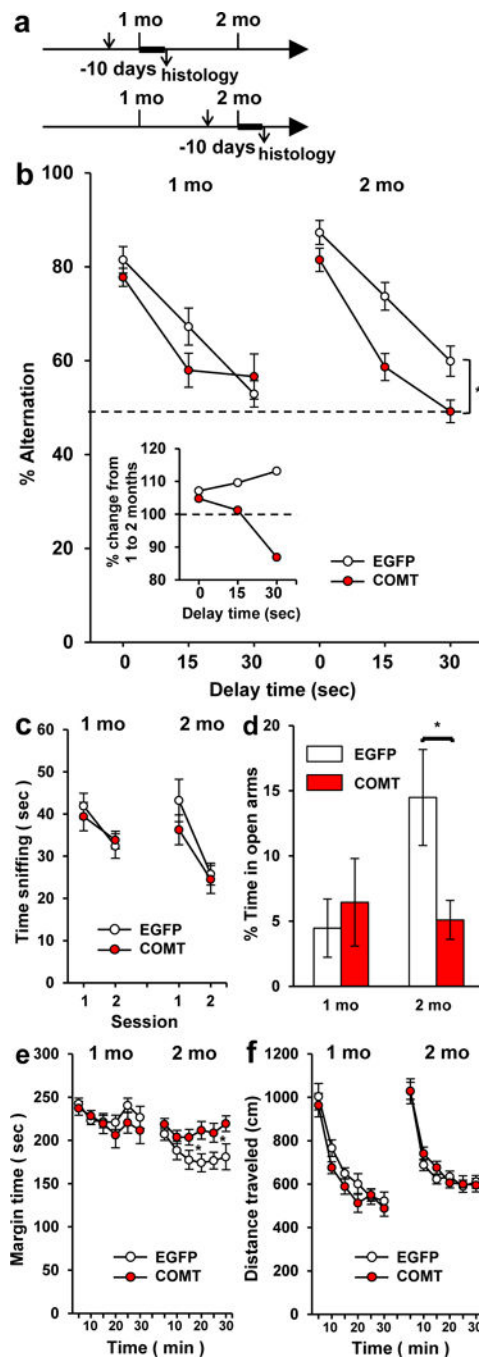 a
1 mo 2 mo
-10 days histology
1 mo 2 mo
-10 days histology
b
1 mo 2 mo
% Alternation
100
80
60
40
20
0
*
% change from
1 to 2 months
120
110
100
90
80
0 15 30
Delay time (sec)
EGFP
COMT
0 15 30 0 15 30
Delay time (sec)
c
1 mo 2 mo
Time sniffing ( sec )
60
50
40
30
20
10
0
EGFP
COMT
1 2 1 2
Session
d
% Time in open arms
20
15
10
5
0
*
EGFP
COMT
1 mo 2 mo
e
1 mo 2 mo
Margin time ( sec )
300
250
200
150
100
50
0
* *
EGFP
COMT
10 20 30 10 20 30
Time ( min )
f
1 mo 2 mo
Distance traveled (cm)
1200
1000
800
600
400
200
0
EGFP
COMT
10 20 30 10 20 30
Time ( min )